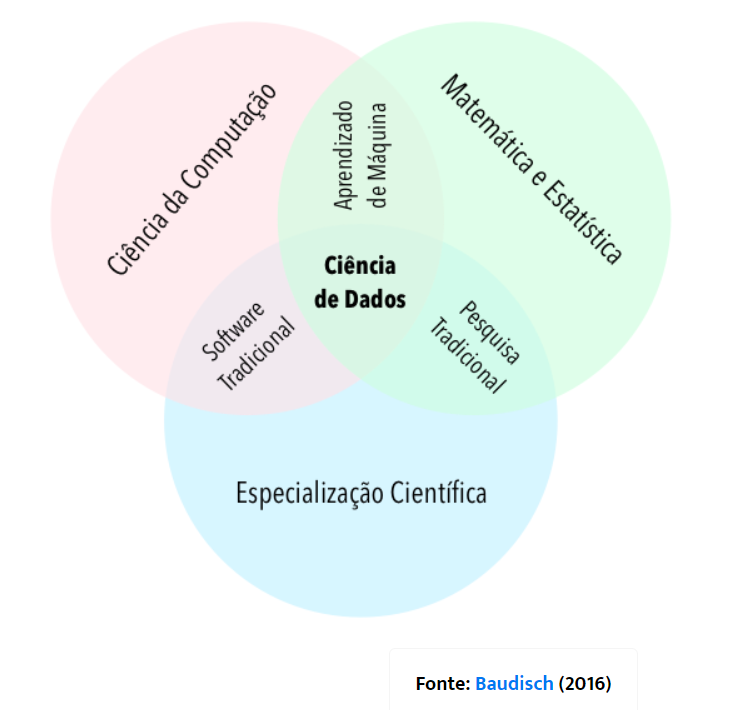 Ciência da Computação
Matemática e Estatística
Aprendizado
de Máquina
Ciência
de Dados
Software
Tradicional
Pesquisa
Tradicional
Especialização Científica
Fonte: Baudisch (2016)